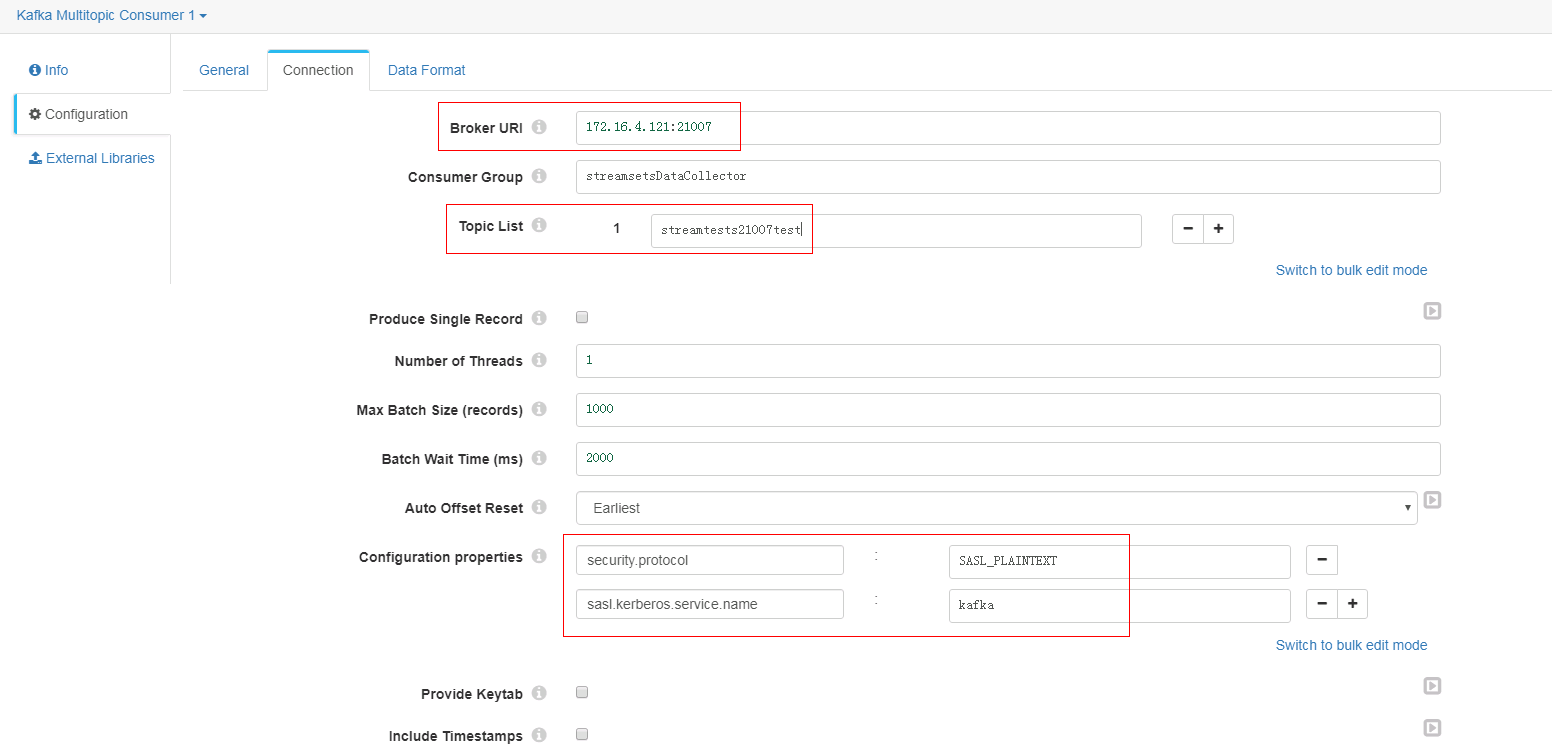 Kafka Multitopic Consumer 1
Info
Configuration
External Libraries
General Connection Data Format
Broker URI 172.16.4.121:21007
Consumer Group streamsetsDataCollector
Topic List 1 streamtests21007test
Switch to bulk edit mode
Produce Single Record
Number of Threads 1
Max Batch Size (records) 1000
Batch Wait Time (ms) 2000
Auto Offset Reset Earliest
Configuration properties security.protocol : SASL_PLAINTEXT
sasl.kerberos.service.name : kafka
Switch to bulk edit mode
Provide Keytab
Include Timestamps